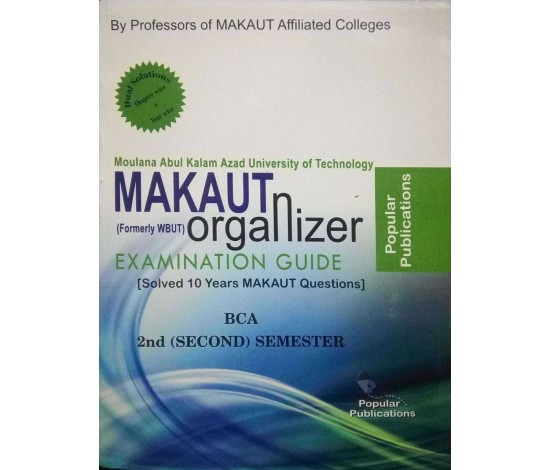 By Professors of MAKAUT Affiliated Colleges
Dual Solutions
Chapter wise
+
Year wise
Moulana Abul Kalam Azad University of Technology
MAKAUT
(Formerly WBUT)
organizer
EXAMINATION GUIDE
[Solved 10 Years MAKAUT Questions]
Popular
Publications
BCA
2nd (SECOND) SEMESTER
Popular
Publications